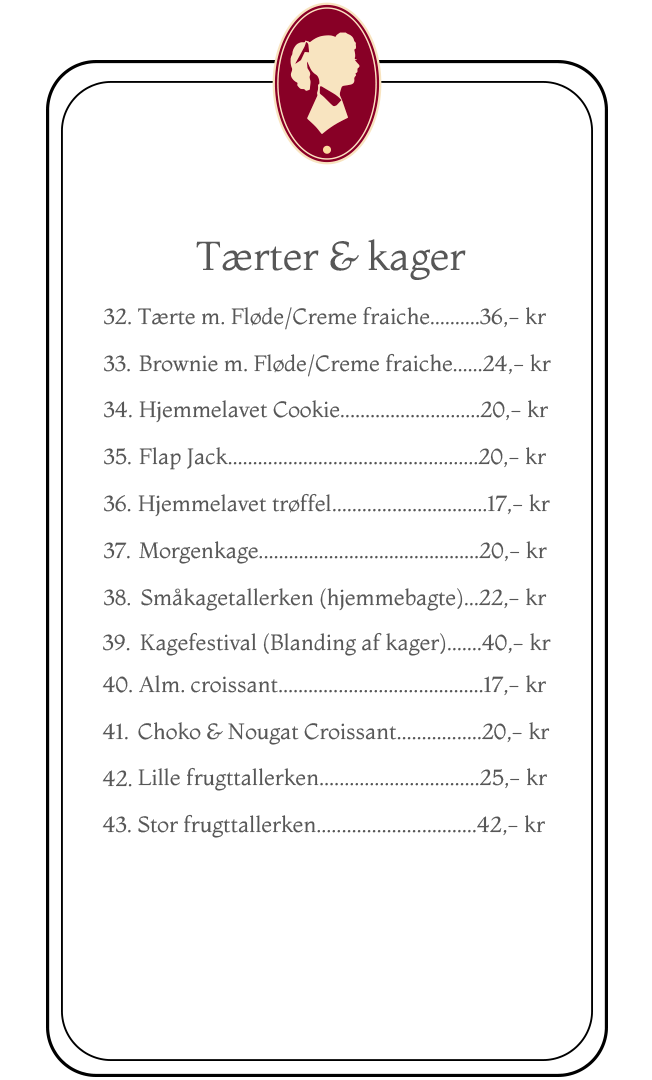 Tærter & kager
32. Tærte m. Fløde/Creme fraiche..........36,- kr
33. Brownie m. Fløde/Creme fraiche......24,- kr
34. Hjemmelavet Cookie............................20,- kr
35. Flap Jack..................................................20,- kr
36. Hjemmelavet trøffel...............................17,- kr
37. Morgenkage............................................20,- kr
38. Småkagetallerken (hjemmebagte)...22,- kr
39. Kagefestival (Blanding af kager).......40,- kr
40. Alm. croissant.........................................17,- kr
41. Choko & Nougat Croissant.................20,- kr
42. Lille frugttallerken................................25,- kr
43. Stor frugttallerken................................42,- kr